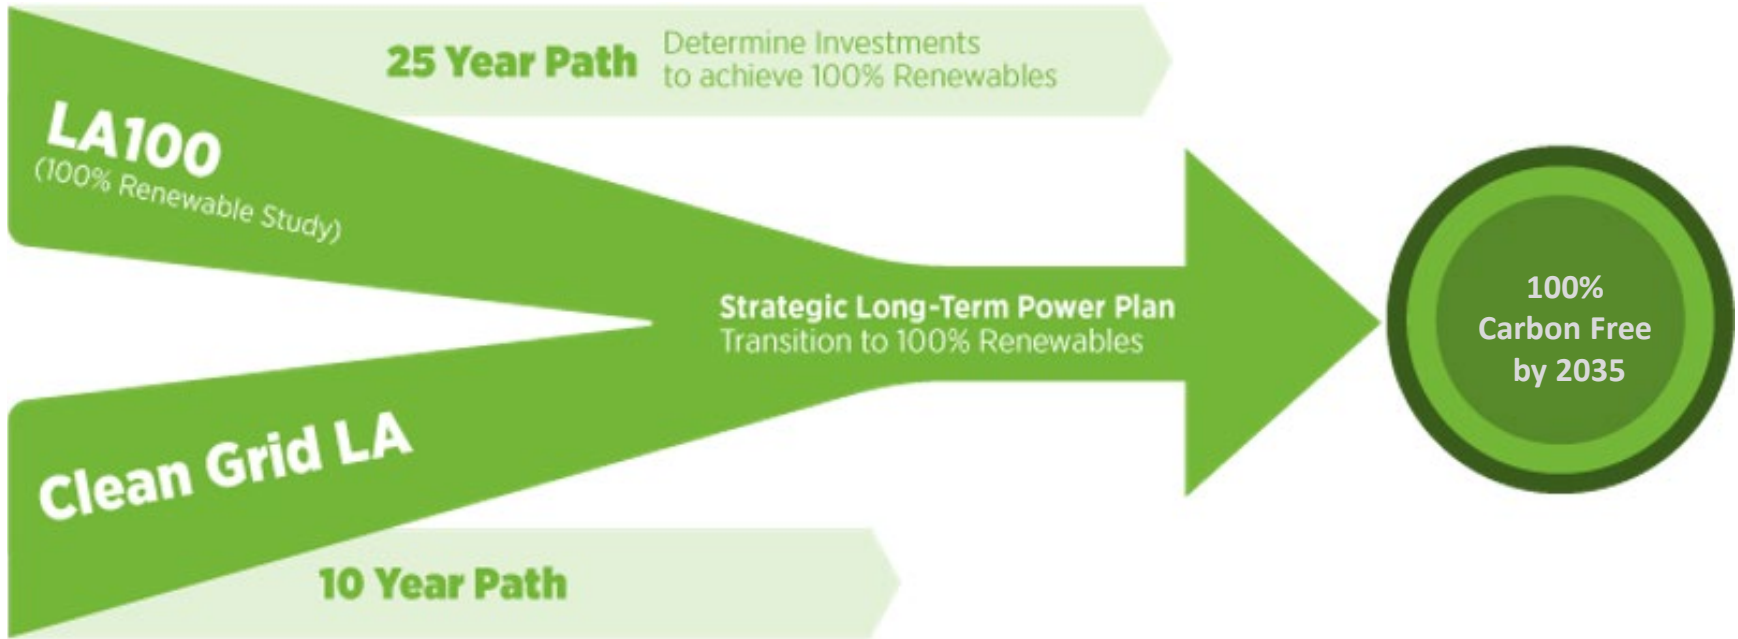 25 Year Path
Determine Investments
to achieve 100% Renewables
LA100
(100% Renewable Study)
Strategic Long-Term Power Plan
Transition to 100% Renewables
100%
Carbon Free
by 2035
Clean Grid LA
10 Year Path